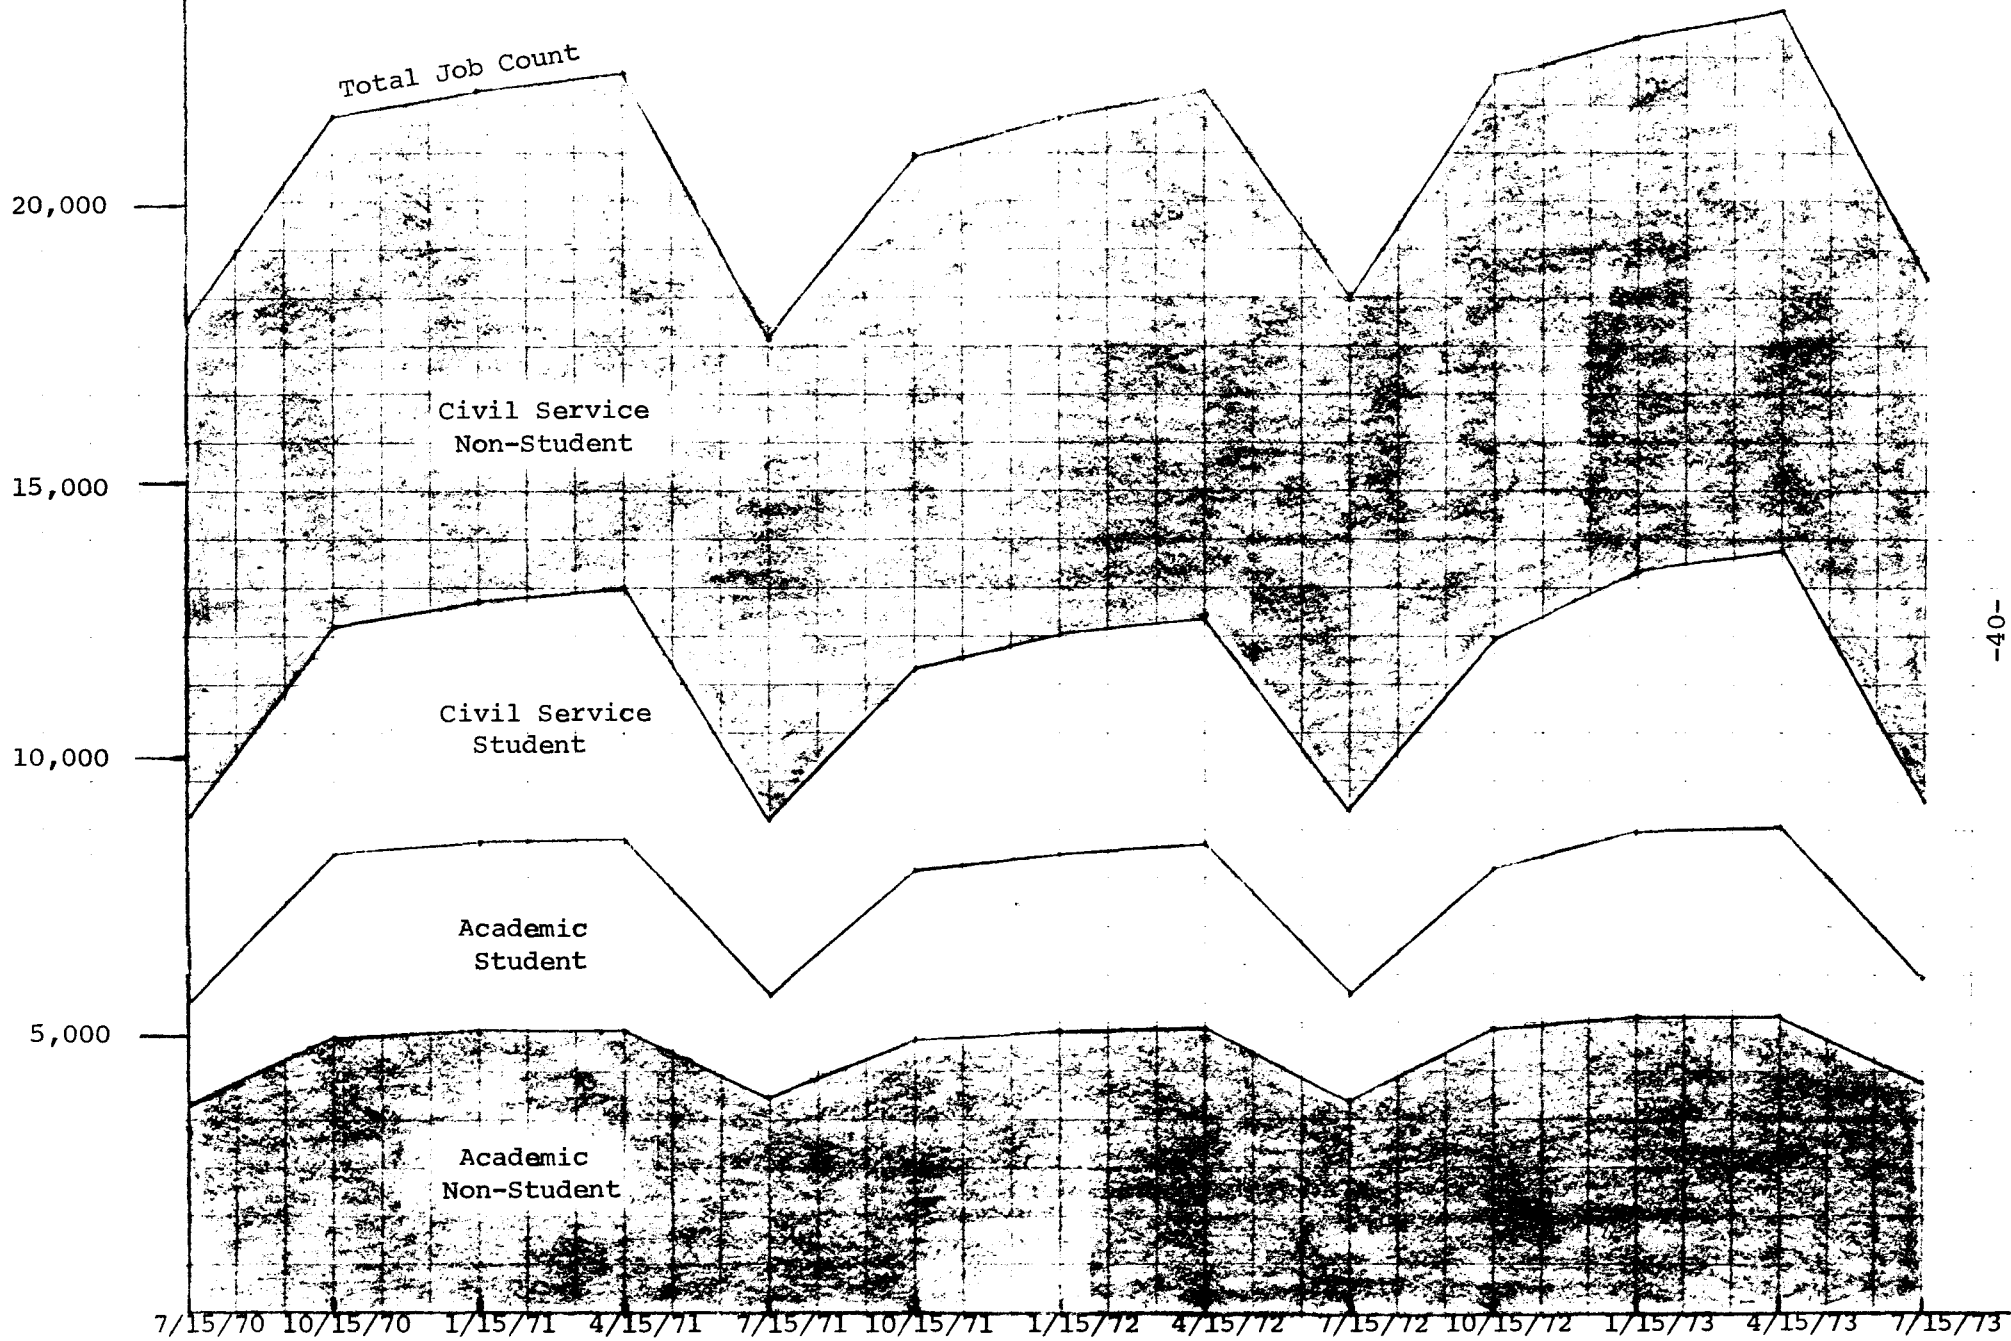 Total Job Count
20,000
Civil Service
Non-Student
15,000
-40-
Civil Service
Student
10,000
Academic
Student
5,000
Academic
Non-Student
7/15/70 10/15/70 1/15/71 4/15/71 7/15/71 10/15/71 1/15/72 4/15/72 7/15/72 10/15/72 1/15/73 4/15/73 7/15/73